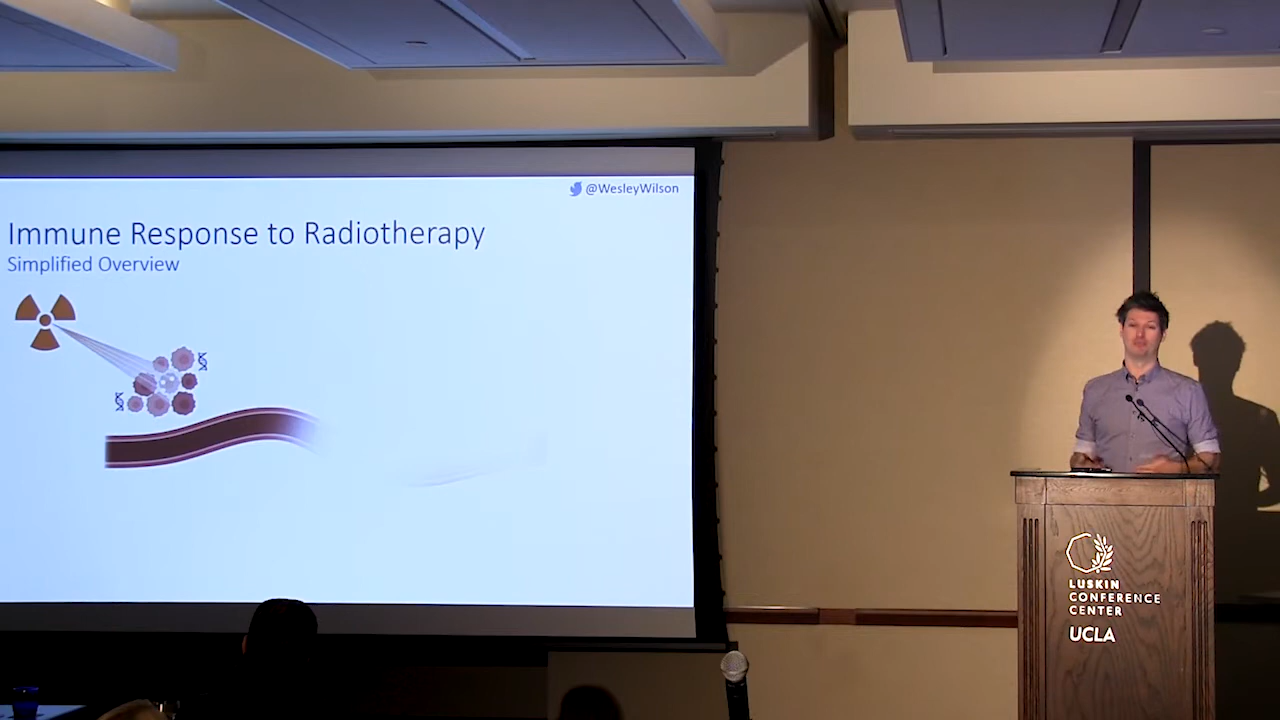 @WesleyWilson
Immune Response to Radiotherapy
Simplified Overview
LUSKIN
CONFERENCE
CENTER
UCLA